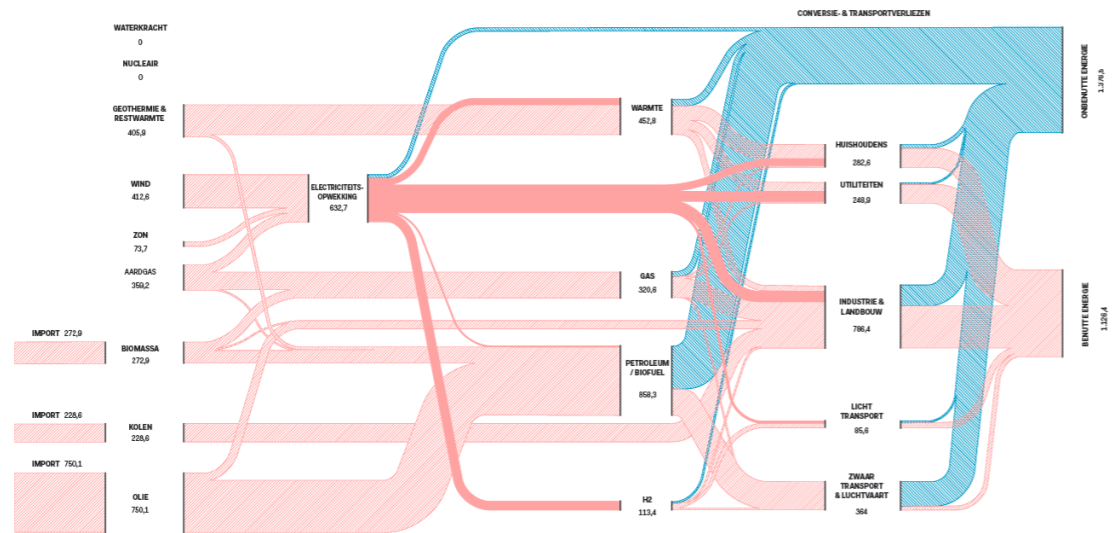 CONVERSIE- & TRANSPORTVERLIEZEN
WATERKRACHT
0
NUCLEAIR
0
GEOTHERMIE &
RESTWARMTE
405,9
WIND
412,6
ZON
73,7
AARDGAS
359,2
IMPORT 272,9
BIOMASSA
272,9
IMPORT 228,6
KOLEN
228,6
IMPORT 750,1
OLIE
750,1
ELECTRICITEITS-
OPWEKKING
632,7
WARMTE
452,8
GAS
320,6
PETROLEUM
/ BIOFUEL
858,3
H2
113,4
HUISHOUDENS
282,6
UTILITEITEN
248,9
INDUSTRIE &
LANDBOUW
786,4
LICHT
TRANSPORT
85,6
ZWAAR
TRANSPORT
& LUCHTVAART
364
ONBENUTTE ENERGIE
BENUTTE ENERGIE
1.126,4